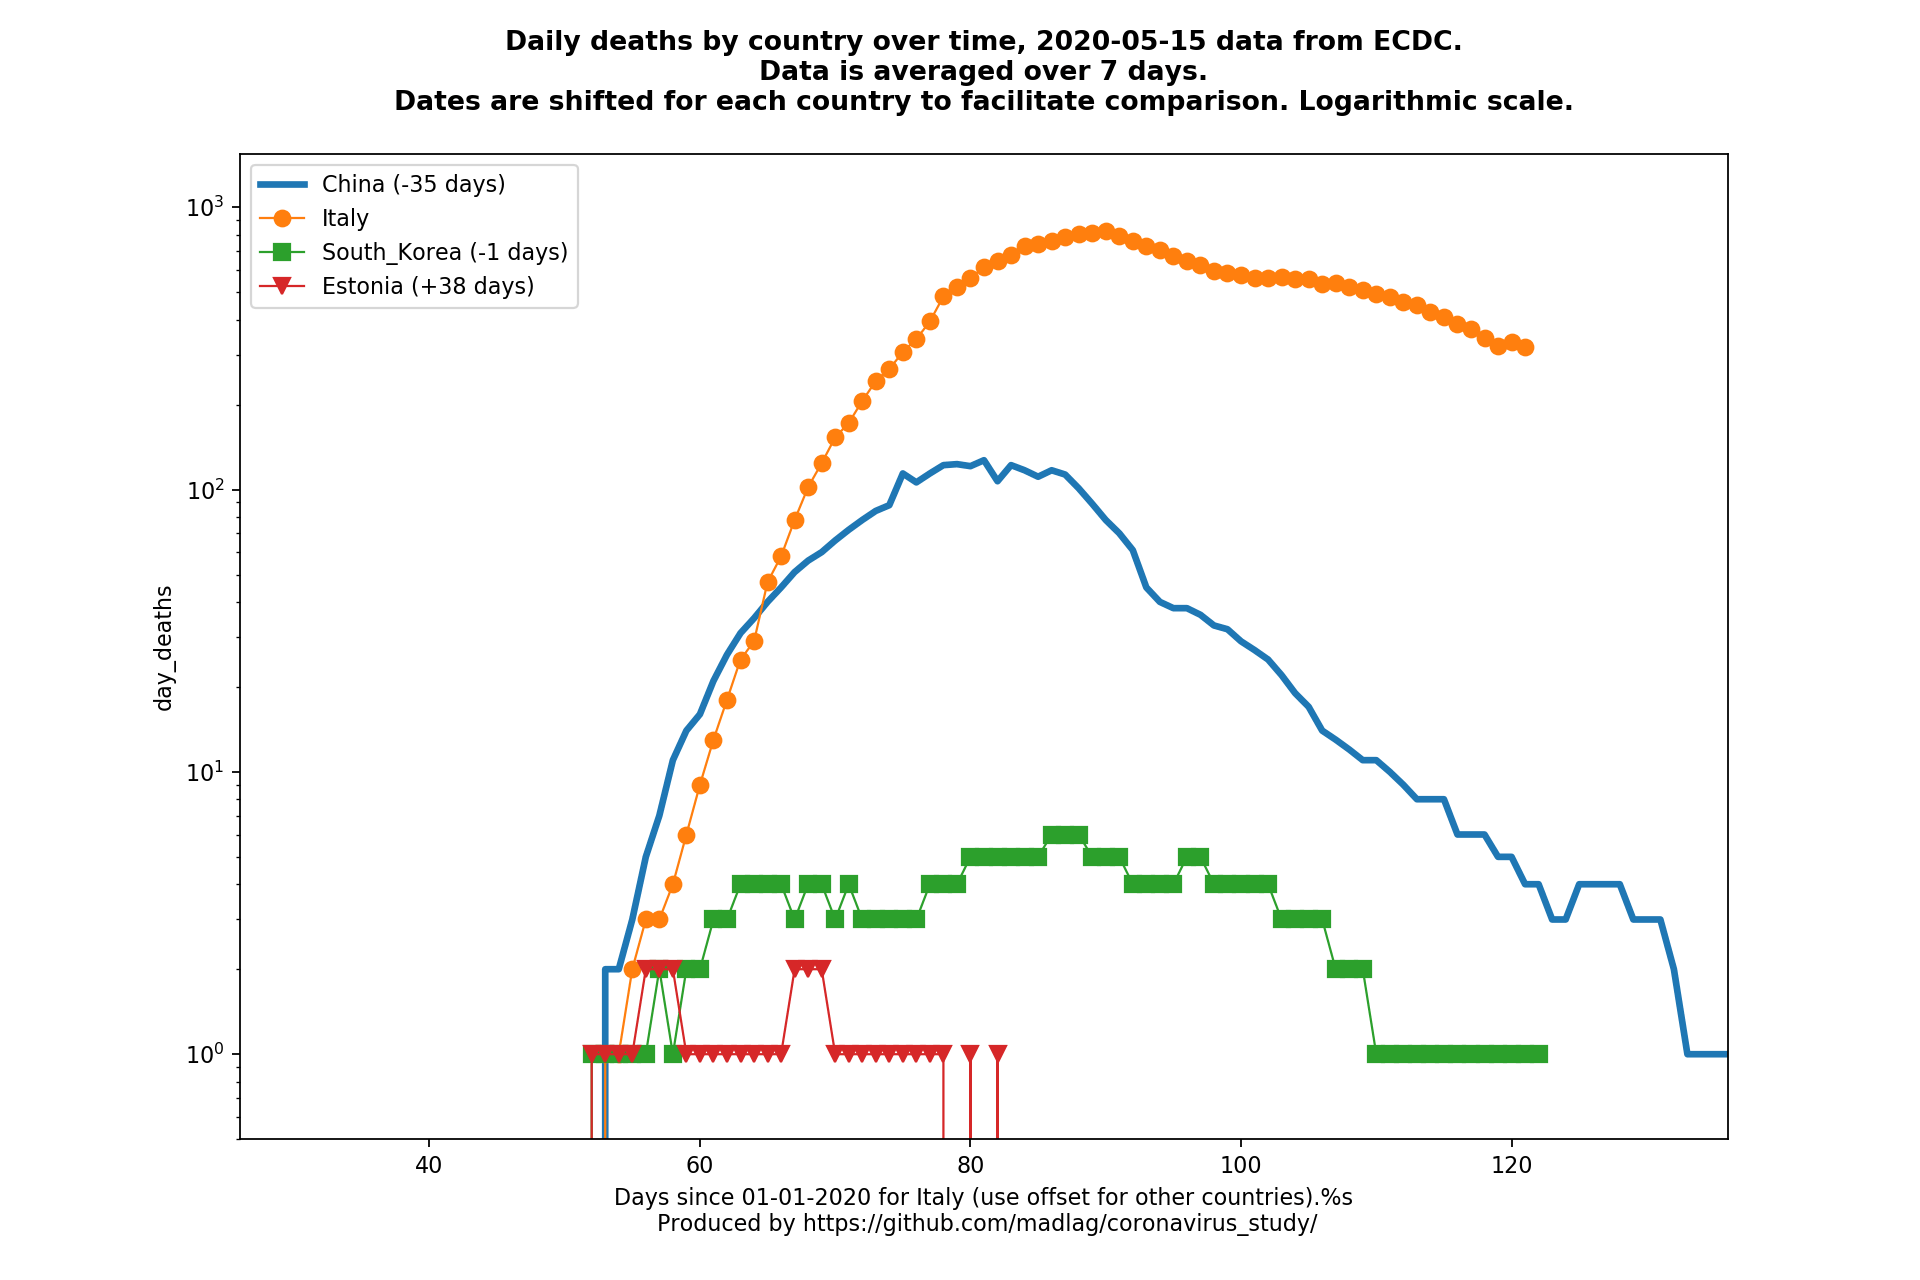 Daily deaths by country over time, 2020-05-15 data from ECDC.
Data is averaged over 7 days.
Dates are shifted for each country to facilitate comparison. Logarithmic scale.
China (-35 days)
Italy
South_Korea (-1 days)
Estonia (+38 days)
10³
10²
10¹
10⁰
day_deaths
40 60 80 100 120
Days since 01-01-2020 for Italy (use offset for other countries).%s
Produced by https://github.com/madlag/coronavirus_study/